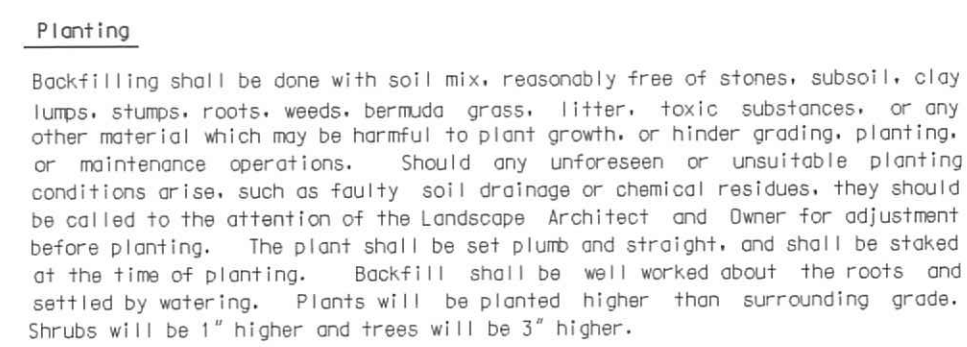 Planting
Backfilling shall be done with soil mix, reasonably free of stones, subsoil, clay
lumps, stumps, roots, weeds, bermuda grass, litter, toxic substances, or any
other material which may be harmful to plant growth, or hinder grading, planting,
or maintenance operations. Should any unforeseen or unsuitable planting
conditions arise, such as faulty soil drainage or chemical residues, they should
be called to the attention of the Landscape Architect and Owner for adjustment
before planting. The plant shall be set plumb and straight, and shall be staked
at the time of planting. Backfill shall be well worked about the roots and
settled by watering. Plants will be planted higher than surrounding grade.
Shrubs will be 1" higher and trees will be 3" higher.